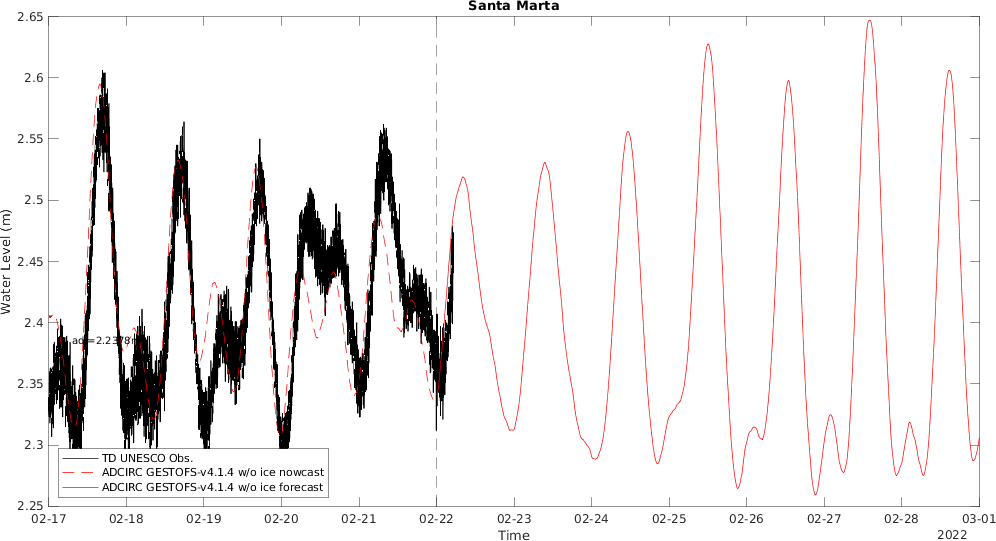 Santa Marta
2.65
2.6
2.55
2.5
2.45
2.4
2.35
2.3
2.25
Water Level (m)
=2.2378
TD UNESCO Obs.
ADCIRC GESTOFS-v4.1.4 w/o ice nowcast
ADCIRC GESTOFS-v4.1.4 w/o ice forecast
02-17 02-18 02-19 02-20 02-21 02-22 02-23 02-24 02-25 02-26 02-27 02-28 03-01
Time
2022